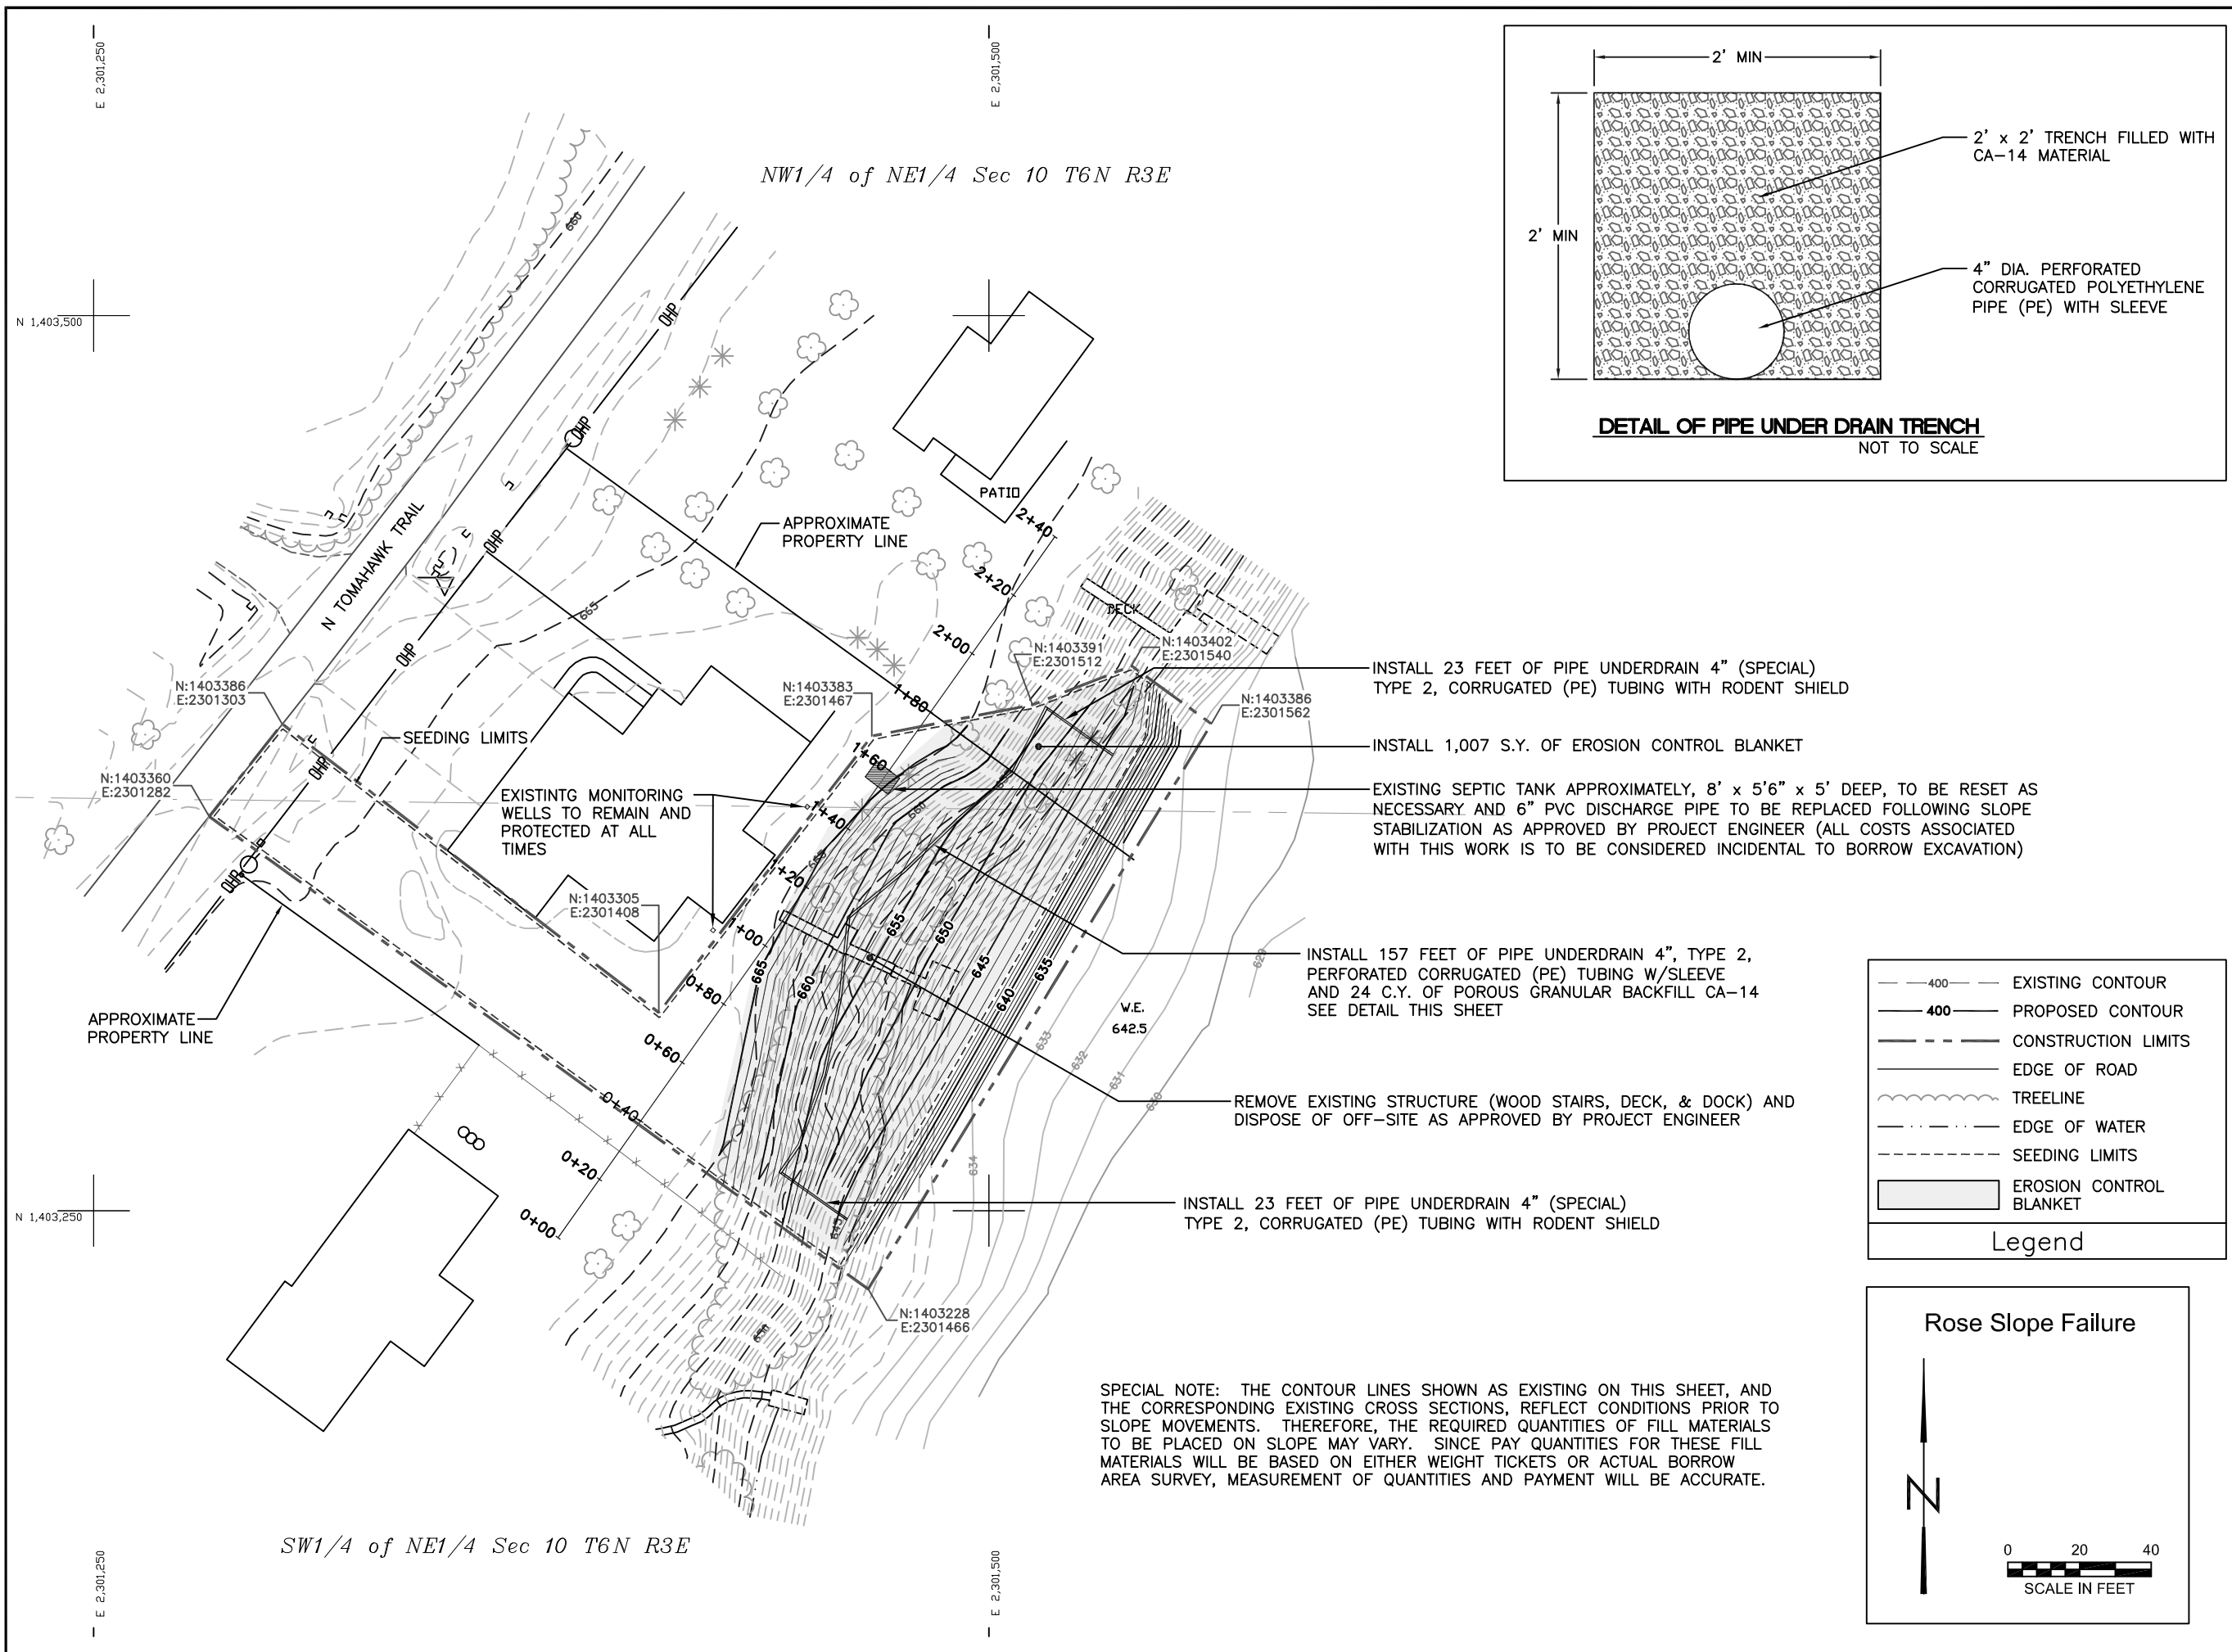 E 2,301,250
E 2,301,500
NW1/4 of NE1/4 Sec 10 T6N R3E
N 1,403,500
660
OHP
OHP
OHP
OHP
OHP
OHP
N TOMAHAWK TRAIL
665
PATIO
APPROXIMATE
PROPERTY LINE
2+40
2+20
2+00
1+80
1+60
1+40
1+20
1+00
0+80
0+60
0+40
0+20
0+00
DECK
N:1403391
E:2301512
N:1403402
E:2301540
N:1403386
E:2301303
N:1403383
E:2301467
N:1403386
E:2301562
SEEDING LIMITS
N:1403360
E:2301282
EXISTINTG MONITORING
WELLS TO REMAIN AND
PROTECTED AT ALL
TIMES
N:1403305
E:2301408
APPROXIMATE
PROPERTY LINE
660
665
665
660
655
650
645
640
635
645
650
W.E.
642.5
629
633
632
631
630
634
N:1403228
E:2301466
N 1,403,250
INSTALL 23 FEET OF PIPE UNDERDRAIN 4" (SPECIAL)
TYPE 2, CORRUGATED (PE) TUBING WITH RODENT SHIELD
INSTALL 1,007 S.Y. OF EROSION CONTROL BLANKET
EXISTING SEPTIC TANK APPROXIMATELY, 8' x 5'6" x 5' DEEP, TO BE RESET AS
NECESSARY AND 6" PVC DISCHARGE PIPE TO BE REPLACED FOLLOWING SLOPE
STABILIZATION AS APPROVED BY PROJECT ENGINEER (ALL COSTS ASSOCIATED
WITH THIS WORK IS TO BE CONSIDERED INCIDENTAL TO BORROW EXCAVATION)
INSTALL 157 FEET OF PIPE UNDERDRAIN 4", TYPE 2,
PERFORATED CORRUGATED (PE) TUBING W/SLEEVE
AND 24 C.Y. OF POROUS GRANULAR BACKFILL CA-14
SEE DETAIL THIS SHEET
REMOVE EXISTING STRUCTURE (WOOD STAIRS, DECK, & DOCK) AND
DISPOSE OF OFF-SITE AS APPROVED BY PROJECT ENGINEER
INSTALL 23 FEET OF PIPE UNDERDRAIN 4" (SPECIAL)
TYPE 2, CORRUGATED (PE) TUBING WITH RODENT SHIELD
SPECIAL NOTE: THE CONTOUR LINES SHOWN AS EXISTING ON THIS SHEET, AND
THE CORRESPONDING EXISTING CROSS SECTIONS, REFLECT CONDITIONS PRIOR TO
SLOPE MOVEMENTS. THEREFORE, THE REQUIRED QUANTITIES OF FILL MATERIALS
TO BE PLACED ON SLOPE MAY VARY. SINCE PAY QUANTITIES FOR THESE FILL
MATERIALS WILL BE BASED ON EITHER WEIGHT TICKETS OR ACTUAL BORROW
AREA SURVEY, MEASUREMENT OF QUANTITIES AND PAYMENT WILL BE ACCURATE.
SW1/4 of NE1/4 Sec 10 T6N R3E
E 2,301,250
E 2,301,500
2' MIN
2' MIN
2' x 2' TRENCH FILLED WITH
CA-14 MATERIAL
4" DIA. PERFORATED
CORRUGATED POLYETHYLENE
PIPE (PE) WITH SLEEVE
DETAIL OF PIPE UNDER DRAIN TRENCH
NOT TO SCALE
400 EXISTING CONTOUR
400 PROPOSED CONTOUR
CONSTRUCTION LIMITS
EDGE OF ROAD
TREELINE
EDGE OF WATER
SEEDING LIMITS
EROSION CONTROL
BLANKET
Legend
Rose Slope Failure
N
0 20 40
SCALE IN FEET